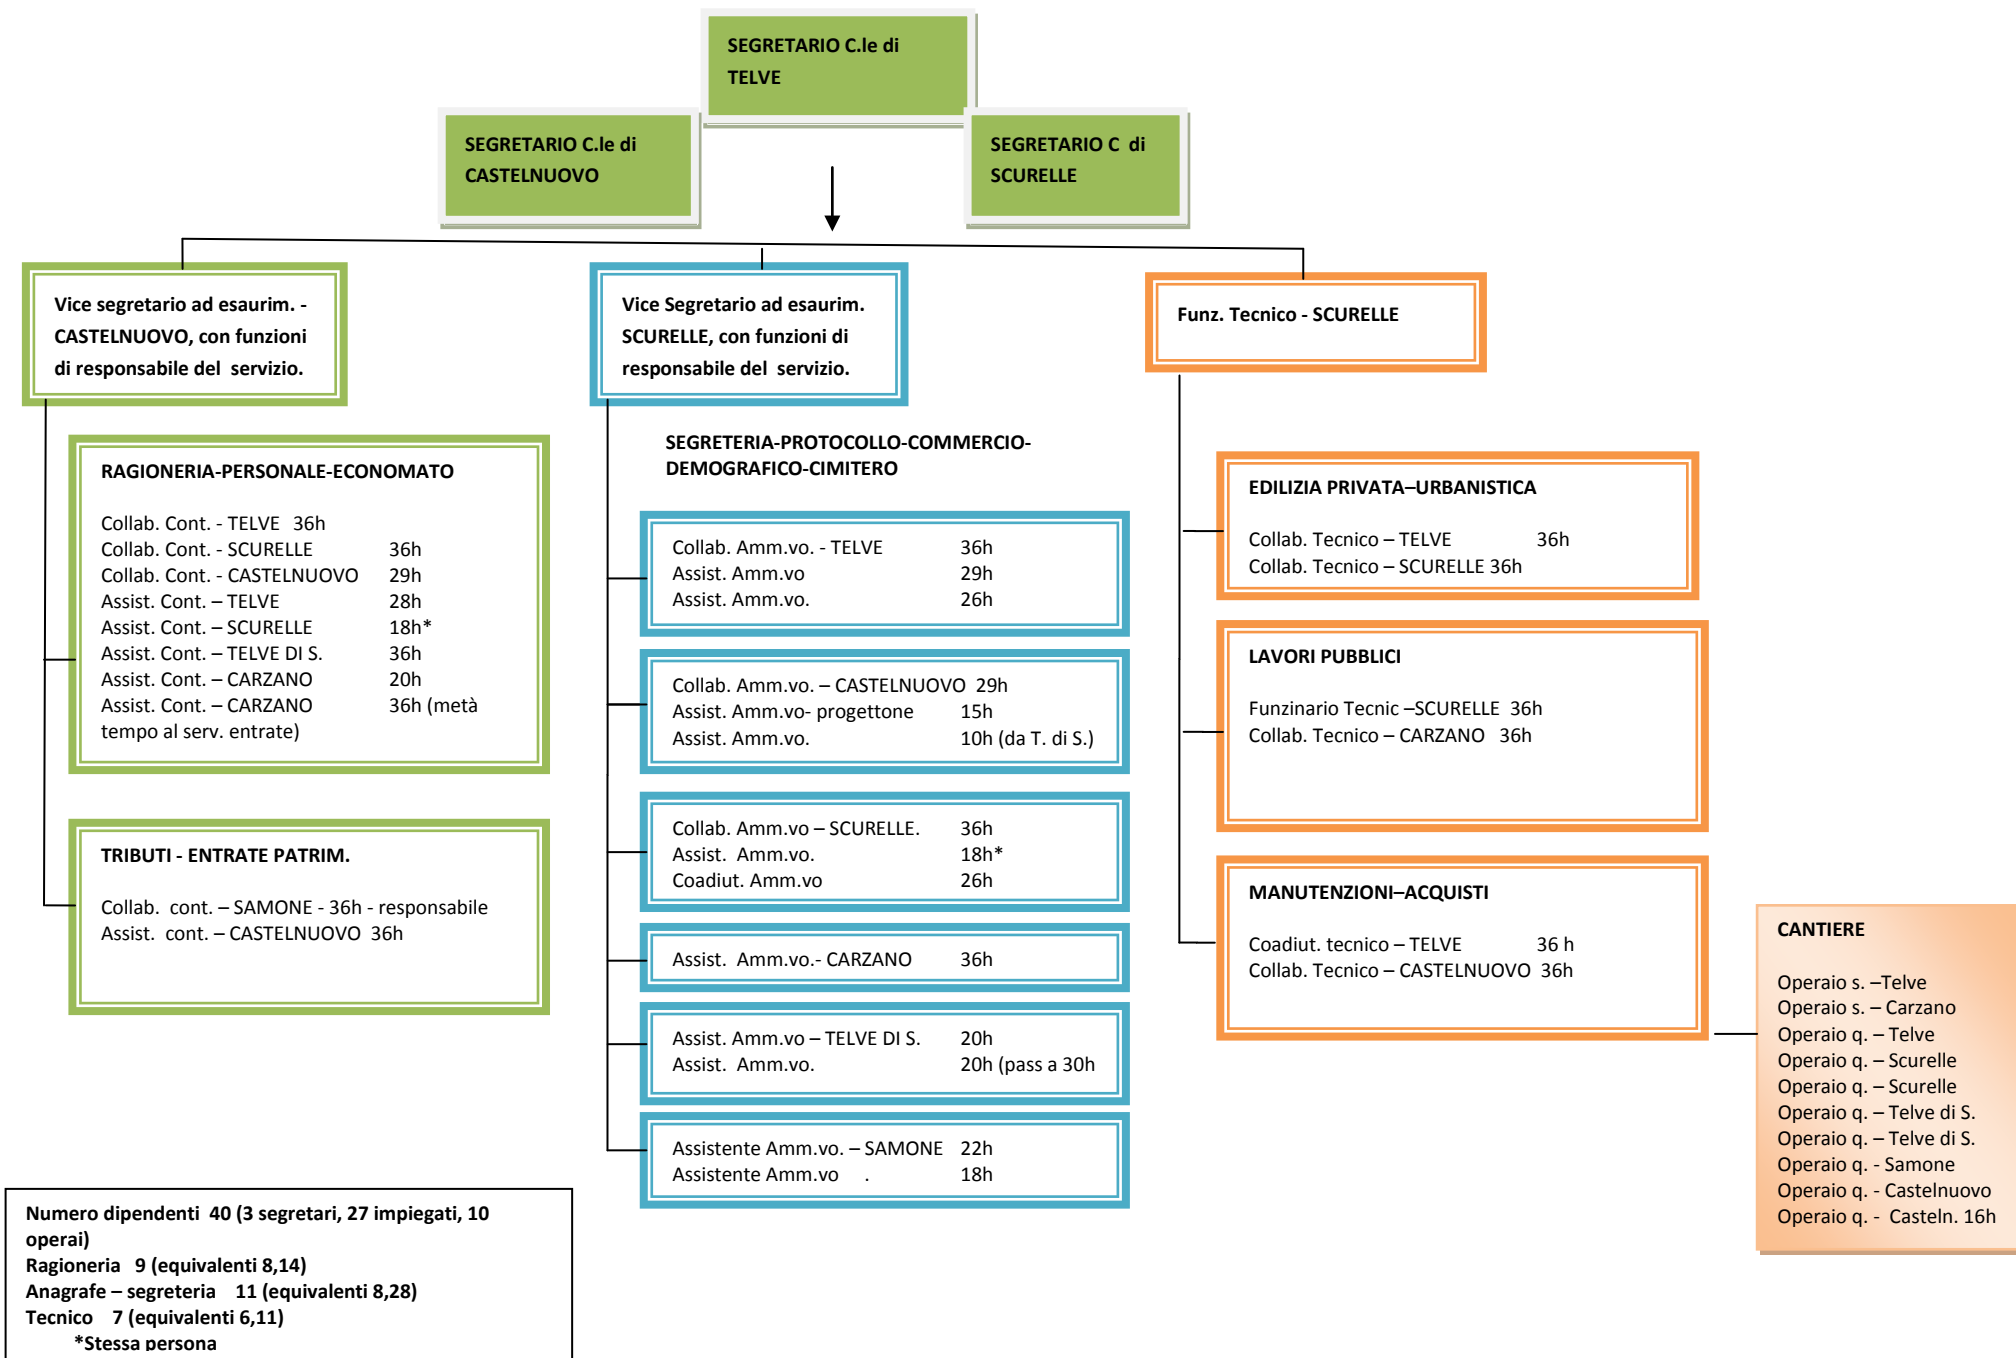 SEGRETARIO C.le di
TELVE
SEGRETARIO C.le di
CASTELNUOVO
SEGRETARIO C  di
SCURELLE
Vice segretario ad esaurim. -
CASTELNUOVO, con funzioni
di responsabile del  servizio.
Vice Segretario ad esaurim.
SCURELLE, con funzioni di
responsabile del  servizio.
Funz. Tecnico - SCURELLE
RAGIONERIA-PERSONALE-ECONOMATO
Collab. Cont. - TELVE   36h
Collab. Cont. - SCURELLE 36h
Collab. Cont. - CASTELNUOVO 29h
Assist. Cont. – TELVE 28h
Assist. Cont. – SCURELLE 18h*
Assist. Cont. – TELVE DI S. 36h
Assist. Cont. – CARZANO 20h
Assist. Cont. – CARZANO 36h (metà
tempo al serv. entrate)
TRIBUTI - ENTRATE PATRIM.
Collab.  cont. – SAMONE - 36h - responsabile
Assist.  cont. – CASTELNUOVO  36h
SEGRETERIA-PROTOCOLLO-COMMERCIO-
DEMOGRAFICO-CIMITERO
Collab. Amm.vo. - TELVE 36h
Assist. Amm.vo 29h
Assist. Amm.vo. 26h
Collab. Amm.vo. – CASTELNUOVO  29h
Assist. Amm.vo- progettone 15h
Assist. Amm.vo. 10h (da T. di S.)
Collab. Amm.vo – SCURELLE. 36h
Assist.  Amm.vo. 18h*
Coadiut. Amm.vo 26h
Assist.  Amm.vo.- CARZANO 36h
Assist. Amm.vo – TELVE DI S. 20h
Assist.  Amm.vo. 20h (pass a 30h
Assistente Amm.vo. – SAMONE 22h
Assistente Amm.vo    . 18h
EDILIZIA PRIVATA–URBANISTICA
Collab. Tecnico – TELVE 36h
Collab. Tecnico – SCURELLE 36h
LAVORI PUBBLICI
Funzinario Tecnic –SCURELLE  36h
Collab. Tecnico – CARZANO   36h
MANUTENZIONI–ACQUISTI
Coadiut. tecnico – TELVE 36 h
Collab. Tecnico – CASTELNUOVO  36h
CANTIERE
Operaio s. –Telve
Operaio s. – Carzano
Operaio q. – Telve
Operaio q. – Scurelle
Operaio q. – Scurelle
Operaio q. – Telve di S.
Operaio q. – Telve di S.
Operaio q. - Samone
Operaio q. - Castelnuovo
Operaio q. -  Casteln. 16h
Numero dipendenti  40 (3 segretari, 27 impiegati, 10
operai)
Ragioneria   9 (equivalenti 8,14)
Anagrafe – segreteria    11 (equivalenti 8,28)
Tecnico    7 (equivalenti 6,11)
*Stessa persona